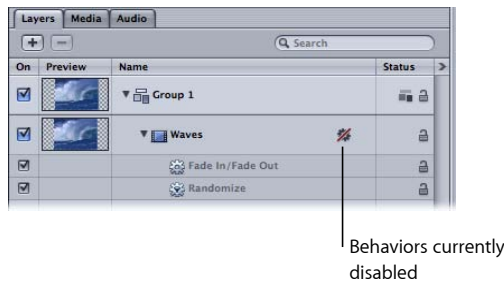 Layers Media Audio
Search
On Preview Name Status
Group 1
Waves
Fade In/Fade Out
Randomize
Behaviors currently
disabled